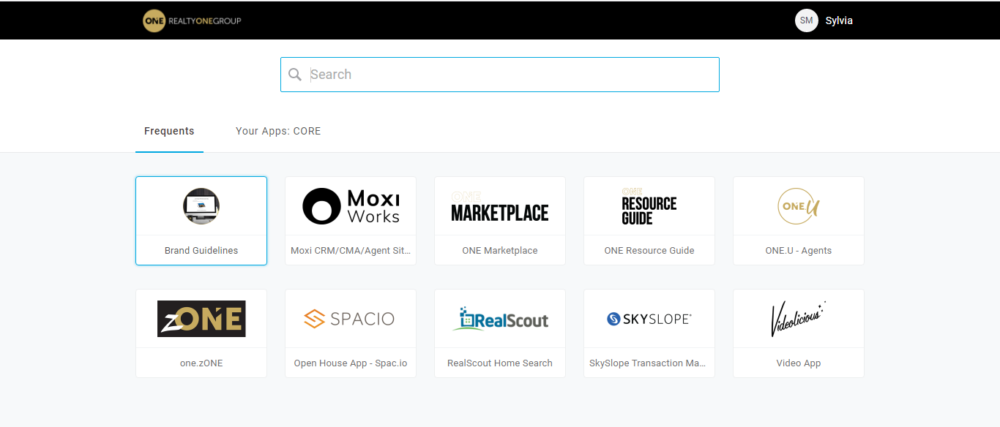 ONE REALTYONEGROUP
SM Sylvia
Search
Frequents Your Apps: CORE
Moxi
Works
ONE
MARKETPLACE
ONE
RESOURCE
GUIDE
ONE U
Brand Guidelines Moxi CRM/CMA/Agent Sit... ONE Marketplace ONE Resource Guide ONE.U - Agents
zONE SPACIO RealScout SKYSLOPE Videolicious
one.zONE Open House App - Spac.io RealScout Home Search SkySlope Transaction Ma... Video App